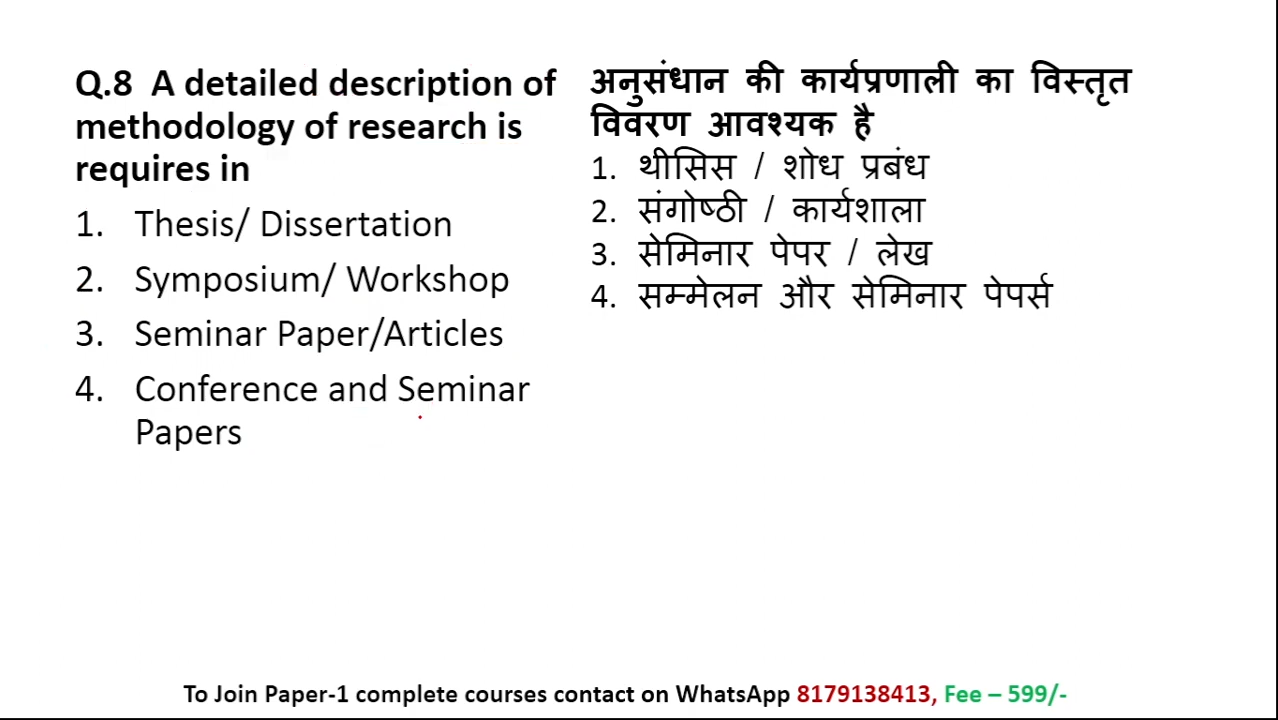 Q.8 A detailed description of
methodology of research is
requires in
1. Thesis/ Dissertation
2. Symposium/ Workshop
3. Seminar Paper/Articles
4. Conference and Seminar
Papers
अनुसंधान की कार्यप्रणाली का विस्तृत
विवरण आवश्यक है
1. थीसिस / शोध प्रबंध
2. संगोष्ठी / कार्यशाला
3. सेमिनार पेपर / लेख
4. सम्मेलन और सेमिनार पेपर्स
To Join Paper-1 complete courses contact on WhatsApp 8179138413, Fee – 599/-